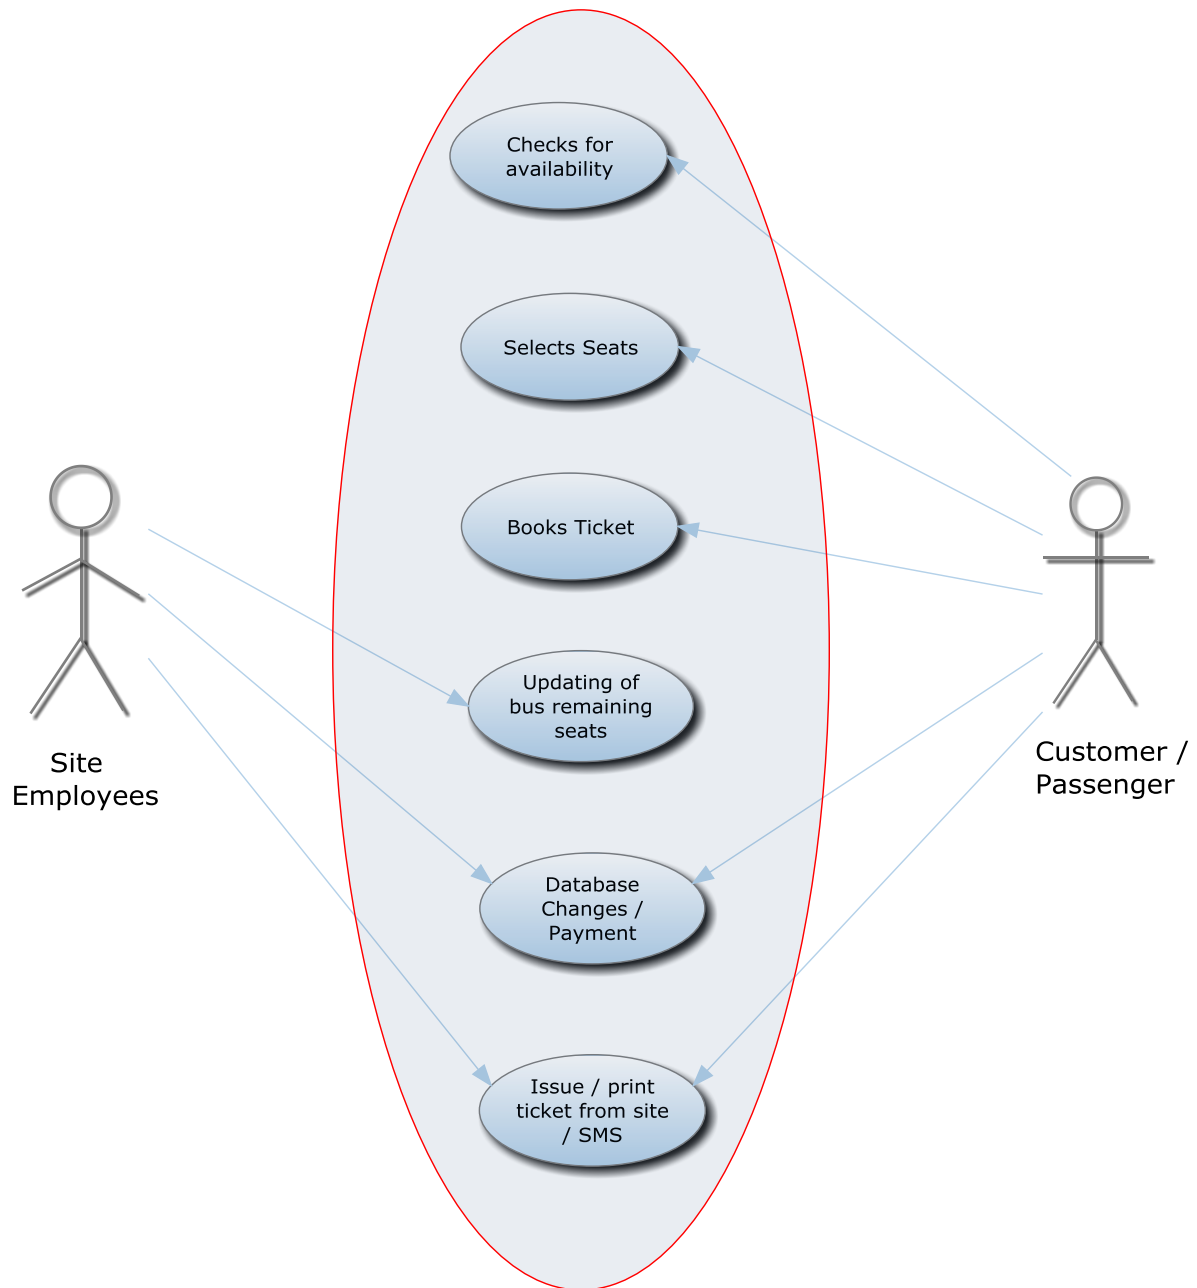 Checks for
availability
Selects Seats
Books Ticket
Updating of
bus remaining
seats
Site
Employees
Customer /
Passenger
Database
Changes /
Payment
Issue / print
ticket from site
/ SMS